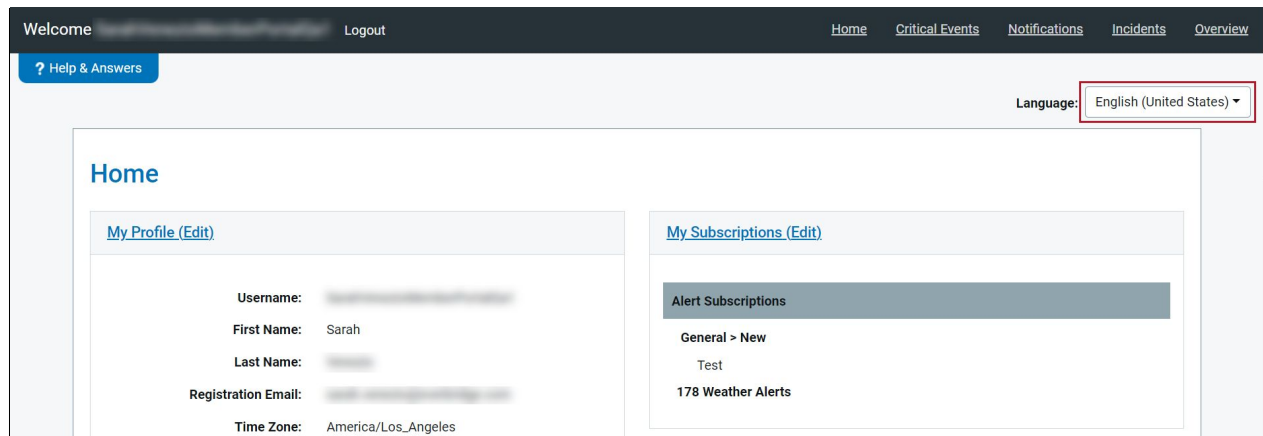 Welcome Logout Home Critical Events Notifications Incidents Overview
? Help & Answers
Language: English (United States)
Home
My Profile (Edit)
Username:
First Name: Sarah
Last Name:
Registration Email:
Time Zone: America/Los_Angeles
My Subscriptions (Edit)
Alert Subscriptions
General > New
Test
178 Weather Alerts